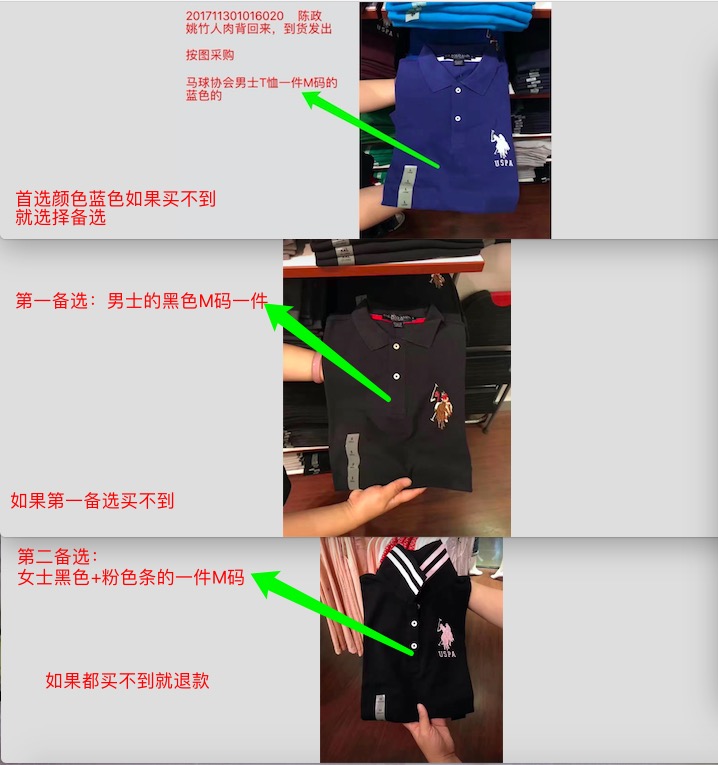 201711301016020 陈政
姚竹人肉背回来，到货发出
按图采购
马球协会男士T恤一件M码的
蓝色的
USPA
首选颜色蓝色如果买不到
就选择备选
第一备选：男士的黑色M码一件
如果第一备选买不到
第二备选：
女士黑色+粉色条的一件M码
USPA
如果都买不到就退款